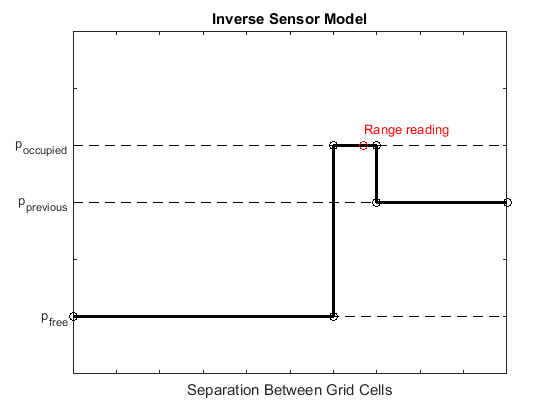 Inverse Sensor Model
Range reading
p_occupied
p_previous
p_free
Separation Between Grid Cells